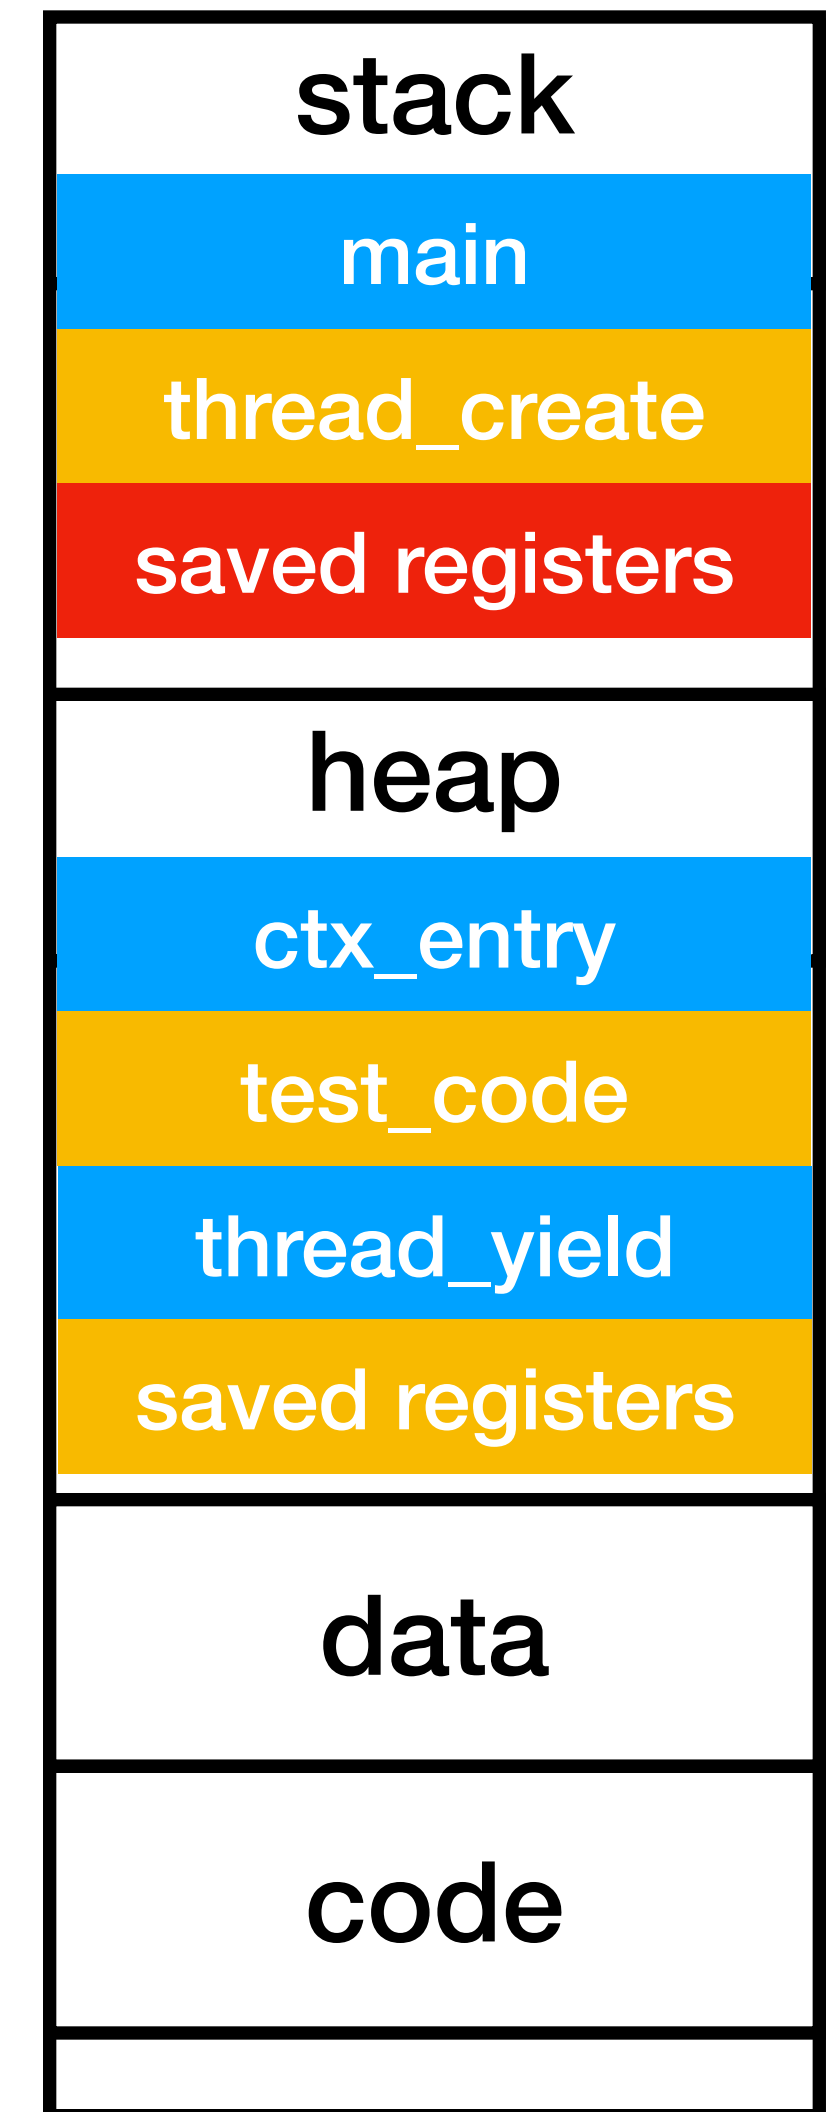 stack
main
thread_create
saved registers
heap
ctx_entry
test_code
thread_yield
saved registers
data
code